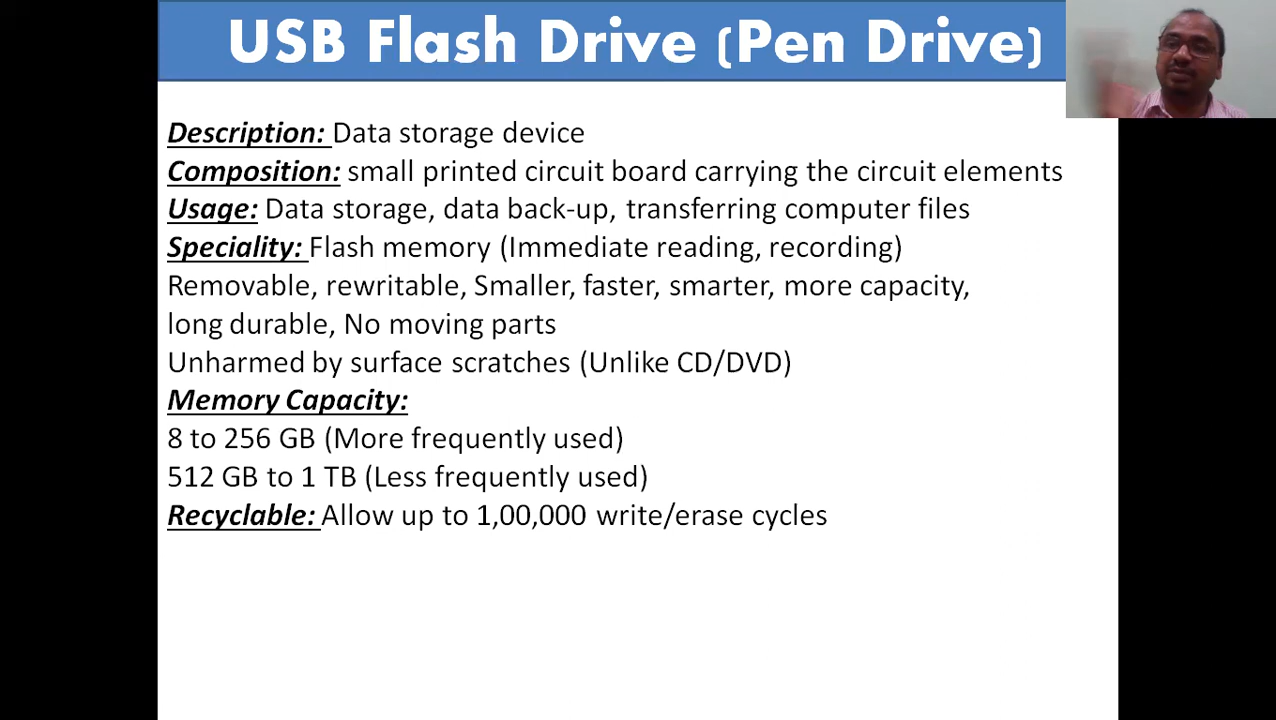 USB Flash Drive (Pen Drive)
Description: Data storage device
Composition: small printed circuit board carrying the circuit elements
Usage: Data storage, data back-up, transferring computer files
Speciality: Flash memory (Immediate reading, recording)
Removable, rewritable, Smaller, faster, smarter, more capacity,
long durable, No moving parts
Unharmed by surface scratches (Unlike CD/DVD)
Memory Capacity:
8 to 256 GB (More frequently used)
512 GB to 1 TB (Less frequently used)
Recyclable: Allow up to 1,00,000 write/erase cycles